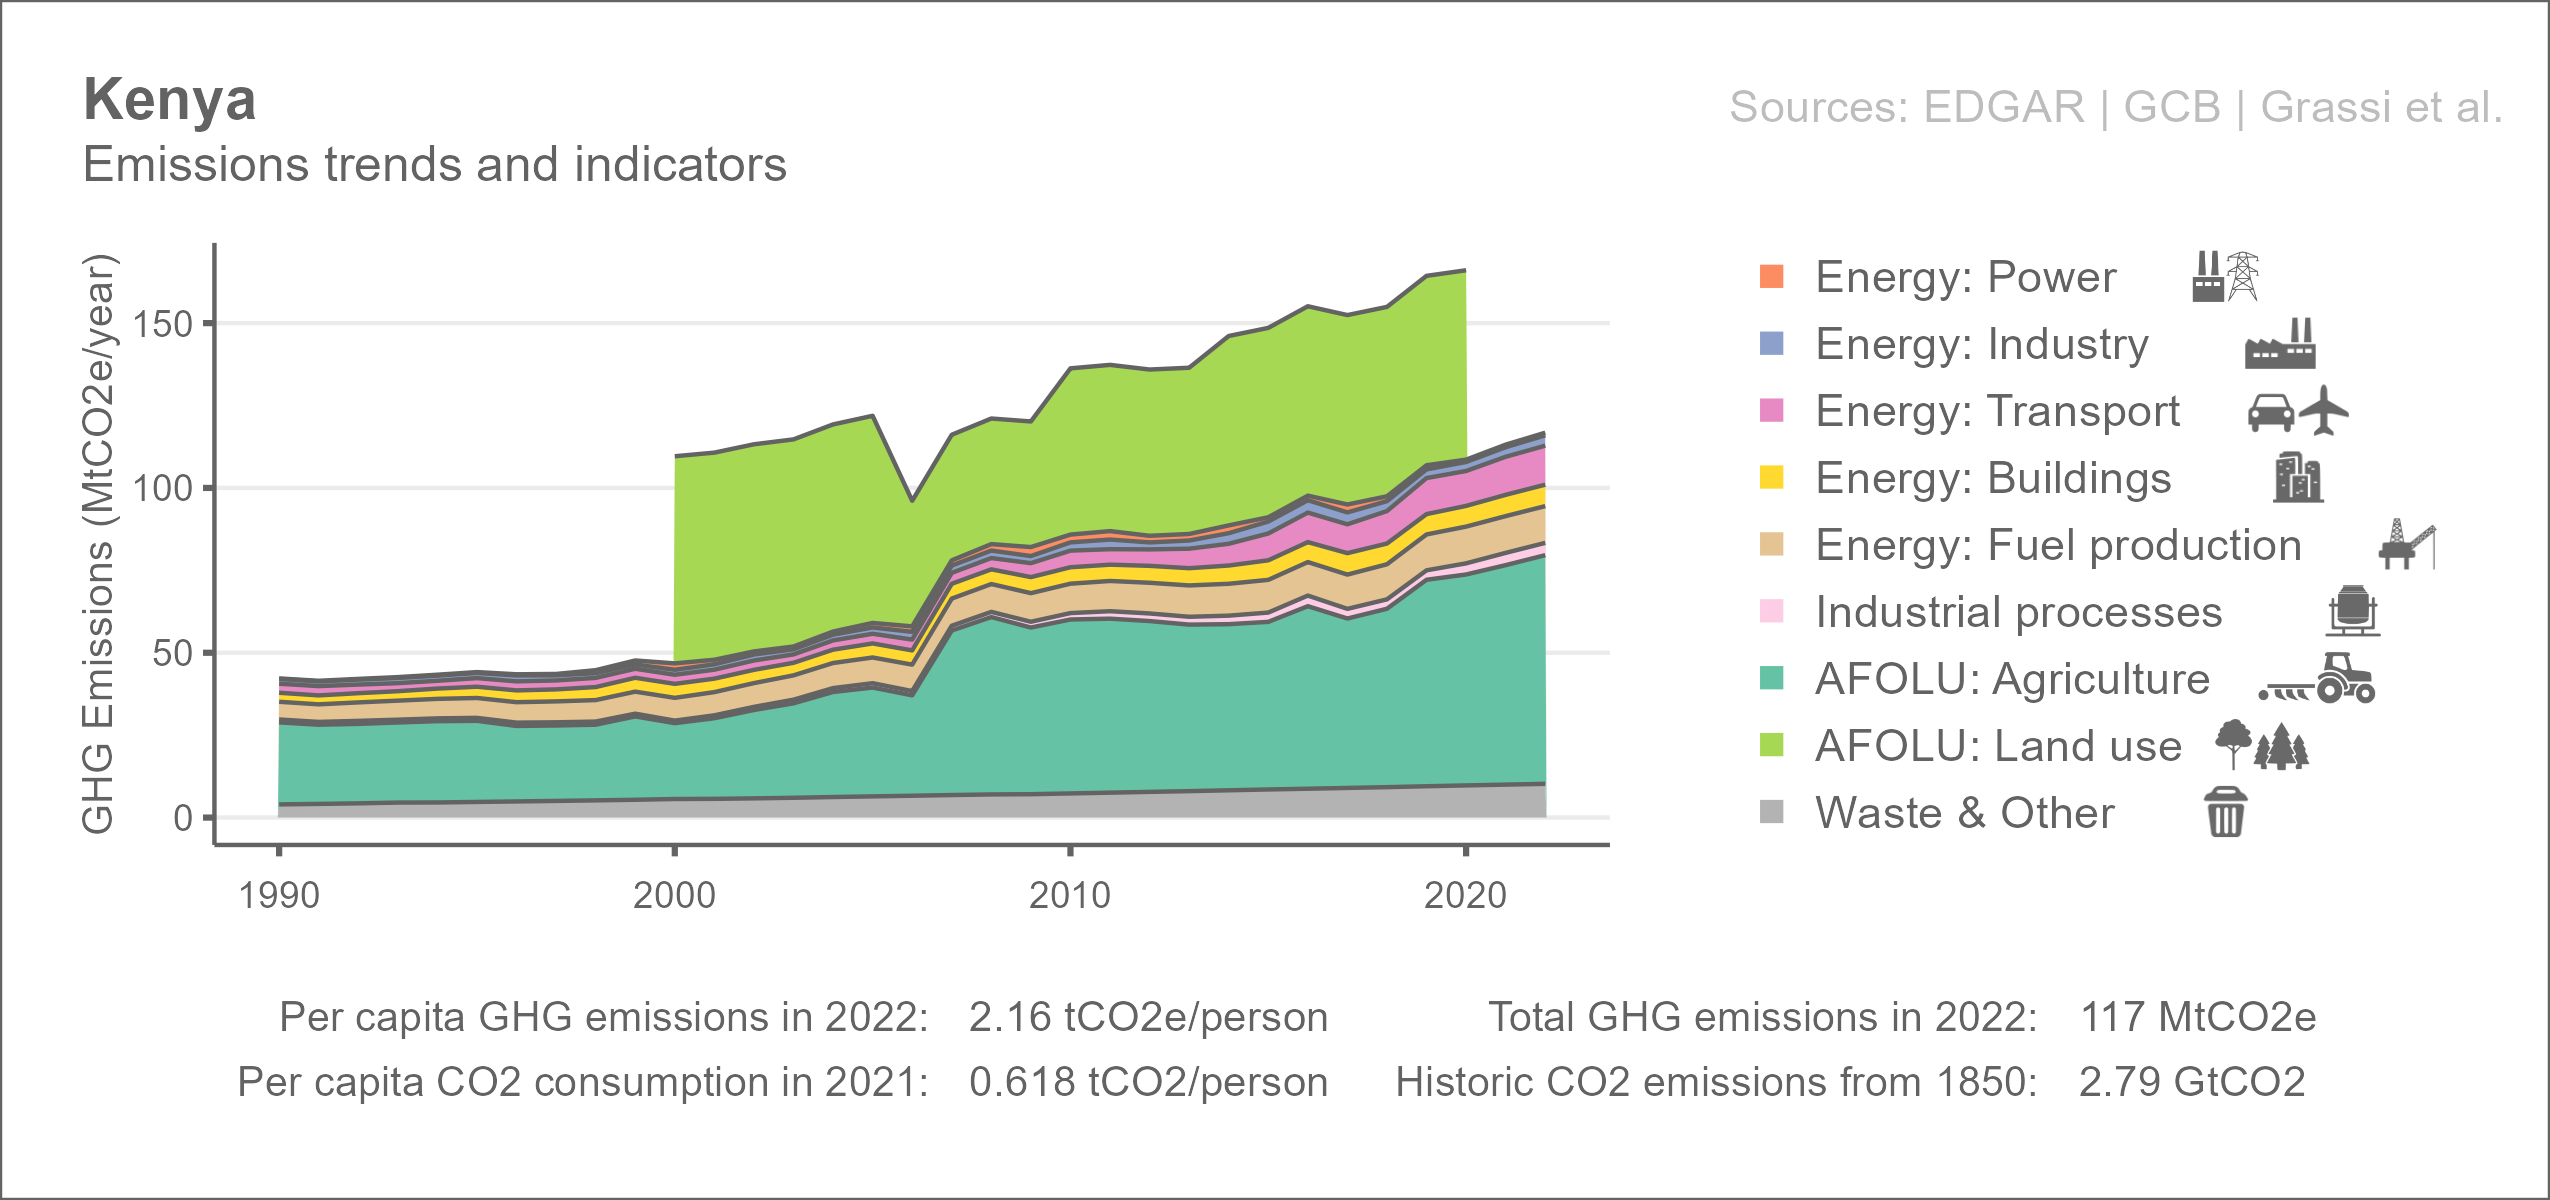 Kenya
Sources: EDGAR | GCB | Grassi et al.
Emissions trends and indicators
GHG Emissions (MtCO2e/year)
150
100
50
0
1990
2000
2010
2020
Energy: Power
Energy: Industry
Energy: Transport
Energy: Buildings
Energy: Fuel production
Industrial processes
AFOLU: Agriculture
AFOLU: Land use
Waste & Other
Per capita GHG emissions in 2022: 2.16 tCO2e/person
Total GHG emissions in 2022: 117 MtCO2e
Per capita CO2 consumption in 2021: 0.618 tCO2/person
Historic CO2 emissions from 1850: 2.79 GtCO2